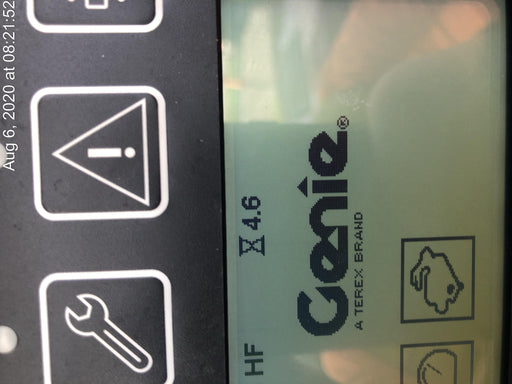 Aug 6, 2020 at 08:21:52
HF 4.6
Genie®
A TEREX BRAND